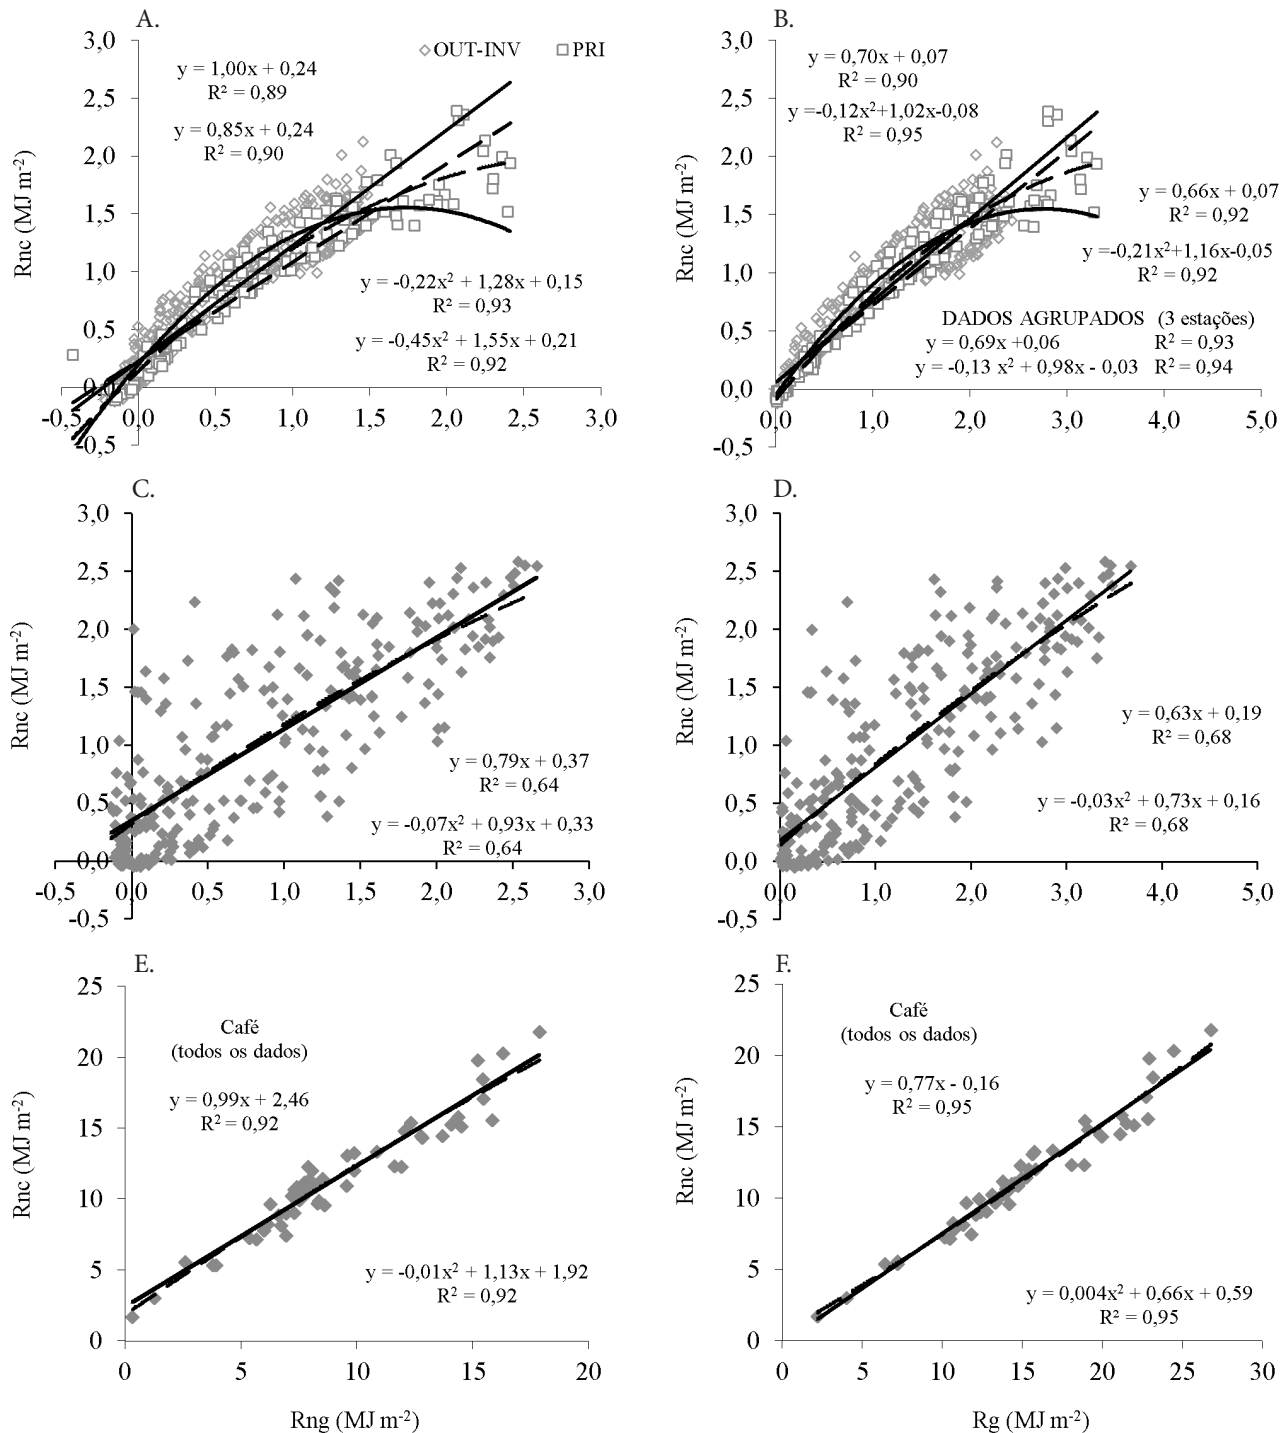 A.
3,0
2,5
2,0
1,5
1,0
0,5
0,0
-0,5
Rnc (MJ m-2)
◇ OUT-INV □ PRI
y = 1,00x + 0,24
R² = 0,89
y = 0,85x + 0,24
R² = 0,90
y = -0,22x² + 1,28x + 0,15
R² = 0,93
y = -0,45x² + 1,55x + 0,21
R² = 0,92
-0,5 0,0 0,5 1,0 1,5 2,0 2,5 3,0
B.
3,0
2,5
2,0
1,5
1,0
0,5
0,0
-0,5
Rnc (MJ m-2)
y = 0,70x + 0,07
R² = 0,90
y =-0,12x²+1,02x-0,08
R² = 0,95
y = 0,66x + 0,07
R² = 0,92
y =-0,21x²+1,16x-0,05
R² = 0,92
DADOS AGRUPADOS (3 estações)
y = 0,69x +0,06 R² = 0,93
y = -0,13 x² + 0,98x - 0,03 R² = 0,94
0,0 1,0 2,0 3,0 4,0 5,0
C.
3,0
2,5
2,0
1,5
1,0
0,5
0,0
-0,5
Rnc (MJ m-2)
y = 0,79x + 0,37
R² = 0,64
y = -0,07x² + 0,93x + 0,33
R² = 0,64
-0,5 0,0 0,5 1,0 1,5 2,0 2,5 3,0
D.
3,0
2,5
2,0
1,5
1,0
0,5
0,0
-0,5
Rnc (MJ m-2)
y = 0,63x + 0,19
R² = 0,68
y = -0,03x² + 0,73x + 0,16
R² = 0,68
0,0 1,0 2,0 3,0 4,0 5,0
E.
25
20
15
10
5
0
Rnc (MJ m-2)
Café
(todos os dados)
y = 0,99x + 2,46
R² = 0,92
y = -0,01x² + 1,13x + 1,92
R² = 0,92
0 5 10 15 20
Rng (MJ m-2)
F.
25
20
15
10
5
0
Rnc (MJ m-2)
Café
(todos os dados)
y = 0,77x - 0,16
R² = 0,95
y = 0,004x² + 0,66x + 0,59
R² = 0,95
0 5 10 15 20 25 30
Rg (MJ m-2)